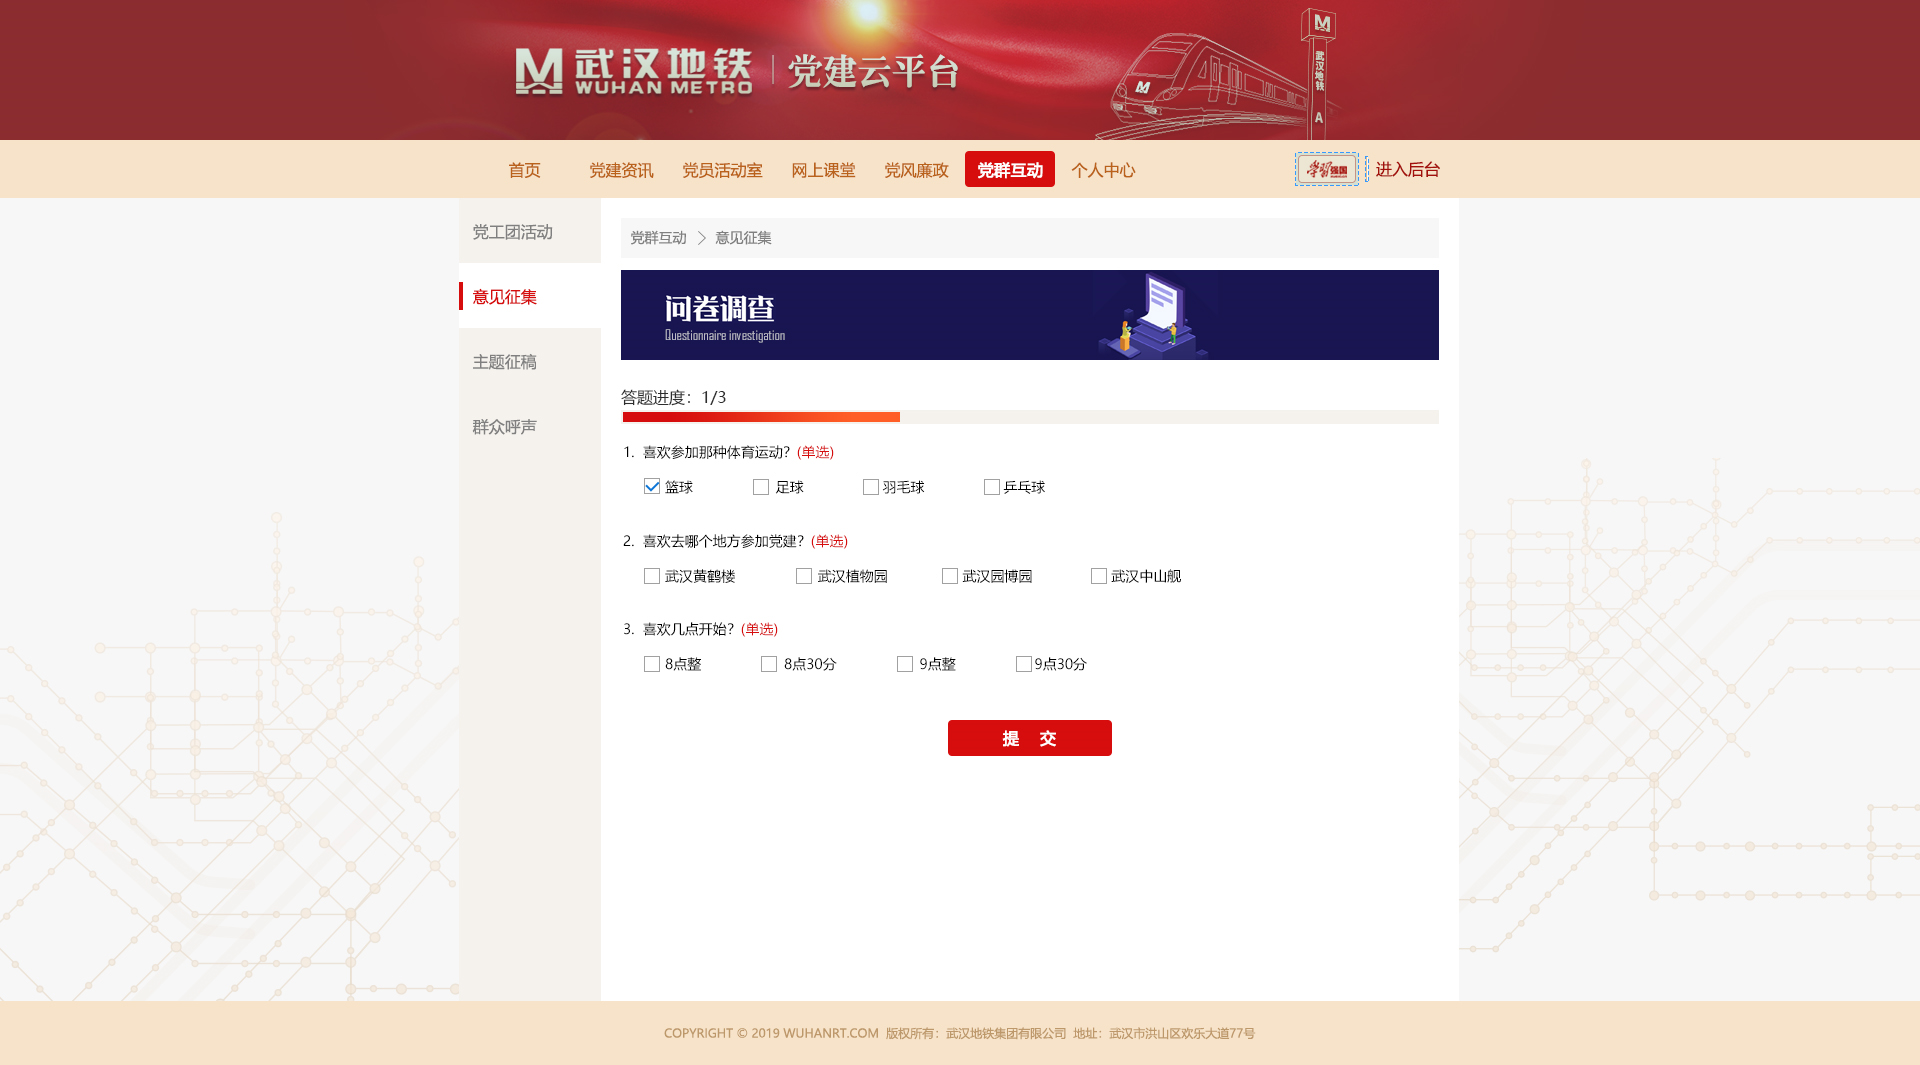 武汉地铁 党建云平台
WUHAN METRO
M
武汉地铁
A
M
首页 党建资讯 党员活动室 网上课堂 党风廉政 党群互动 个人中心 学习强国 进入后台
党工团活动
意见征集
主题征稿
群众呼声
党群互动 > 意见征集
问卷调查
Questionnaire investigation
答题进度：1/3
1. 喜欢参加那种体育运动？(单选)
篮球 足球 羽毛球 乒乓球
2. 喜欢去哪个地方参加党建？(单选)
武汉黄鹤楼 武汉植物园 武汉园博园 武汉中山舰
3. 喜欢几点开始？(单选)
8点整 8点30分 9点整 9点30分
提 交
COPYRIGHT © 2019 WUHANRT.COM 版权所有：武汉地铁集团有限公司 地址：武汉市洪山区欢乐大道77号